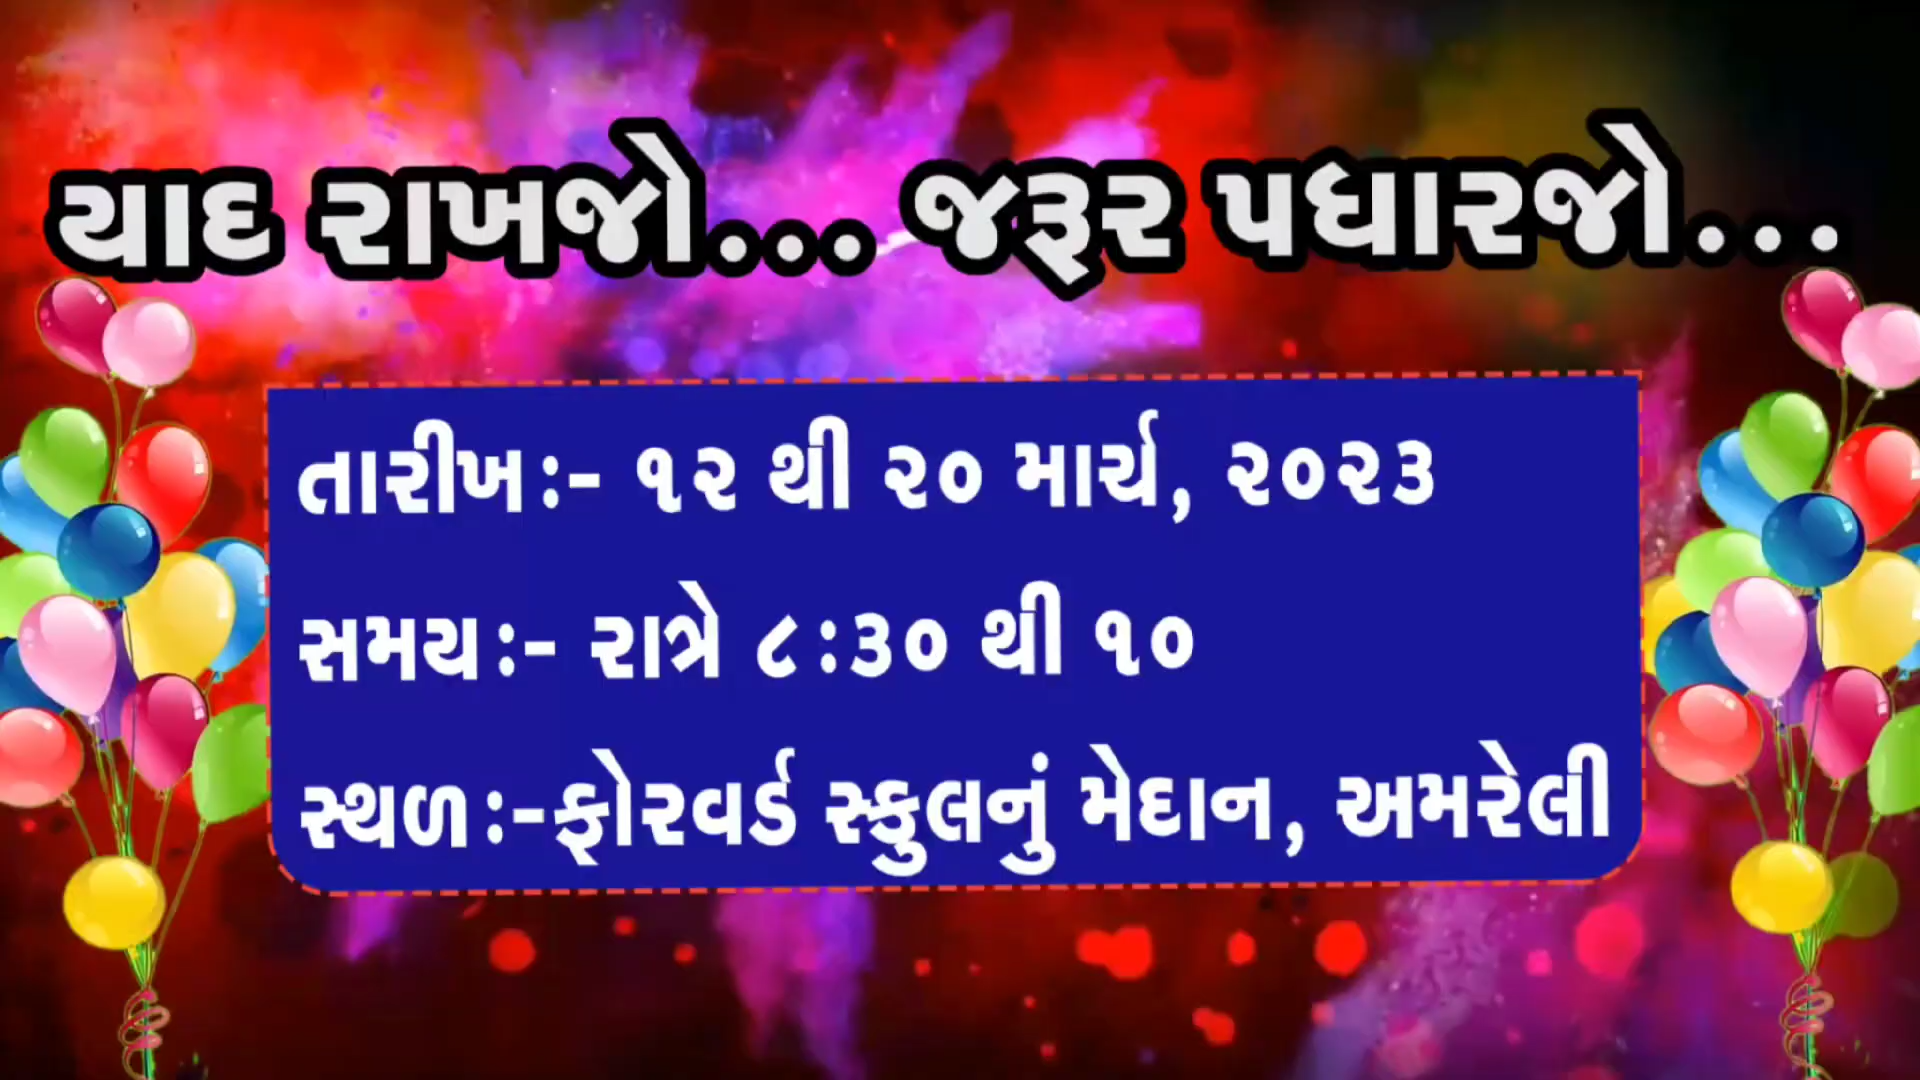 યાદ રાખજો... જરૂર પધારજો...
તારીખઃ- ૧૨ થી ૨૦ માર્ચ, ૨૦૨૩
સમયઃ- રાત્રે ૮ઃ૩૦ થી ૧૦
સ્થળઃ-ફોરવર્ડ સ્કુલનું મેદાન, અમરેલી